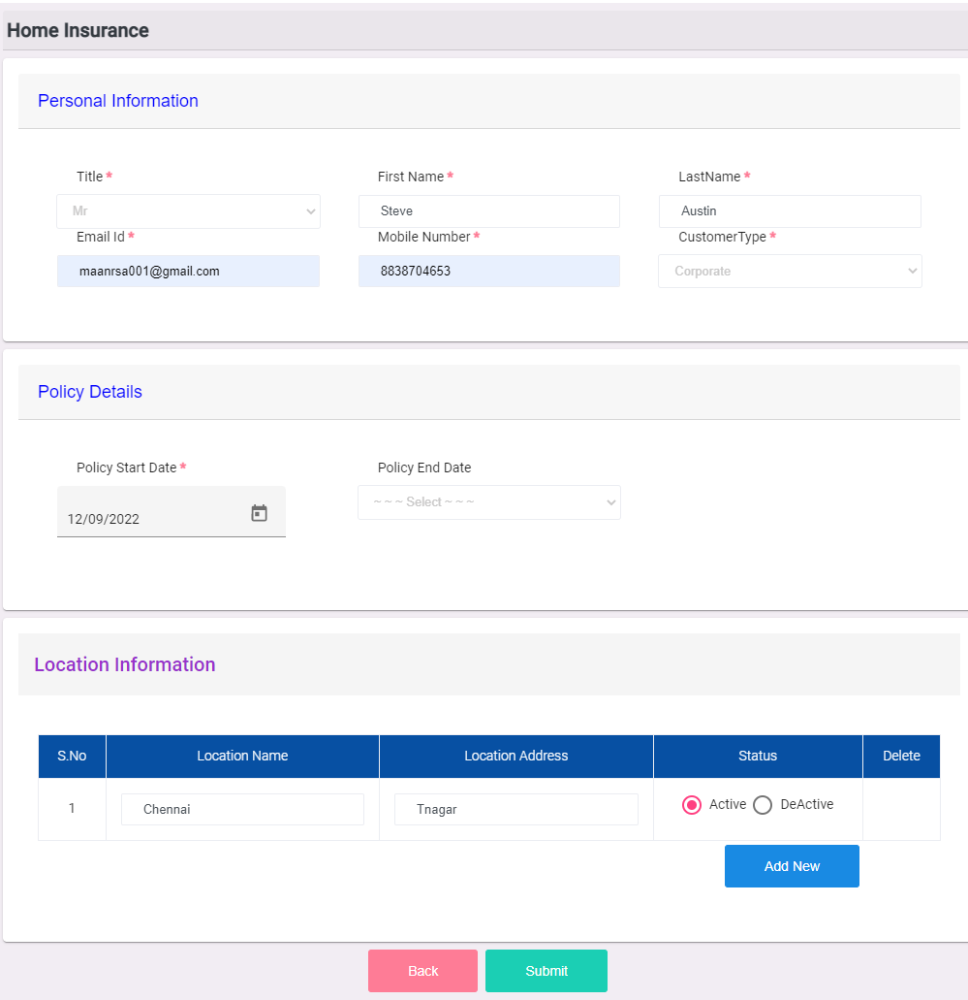 Home Insurance
Personal Information
Title * First Name * LastName *
Mr Steve Austin
Email Id * Mobile Number * CustomerType *
maanrsa001@gmail.com 8838704653 Corporate
Policy Details
Policy Start Date * Policy End Date
12/09/2022 ~ ~ ~ Select ~ ~ ~
Location Information
S.No Location Name Location Address Status Delete
1 Chennai Tnagar Active DeActive
Add New
Back Submit